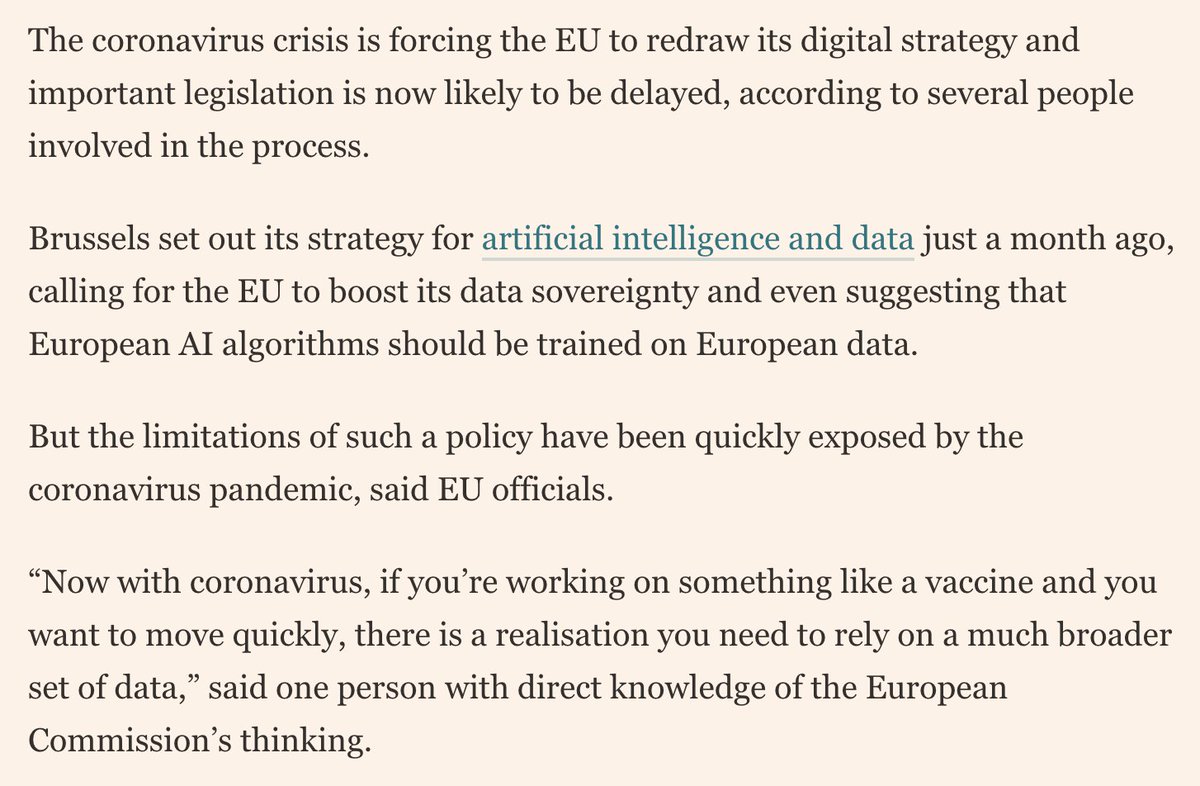 The coronavirus crisis is forcing the EU to redraw its digital strategy and
important legislation is now likely to be delayed, according to several people
involved in the process.
Brussels set out its strategy for artificial intelligence and data just a month ago,
calling for the EU to boost its data sovereignty and even suggesting that
European AI algorithms should be trained on European data.
But the limitations of such a policy have been quickly exposed by the
coronavirus pandemic, said EU officials.
“Now with coronavirus, if you’re working on something like a vaccine and you
want to move quickly, there is a realisation you need to rely on a much broader
set of data,” said one person with direct knowledge of the European
Commission’s thinking.